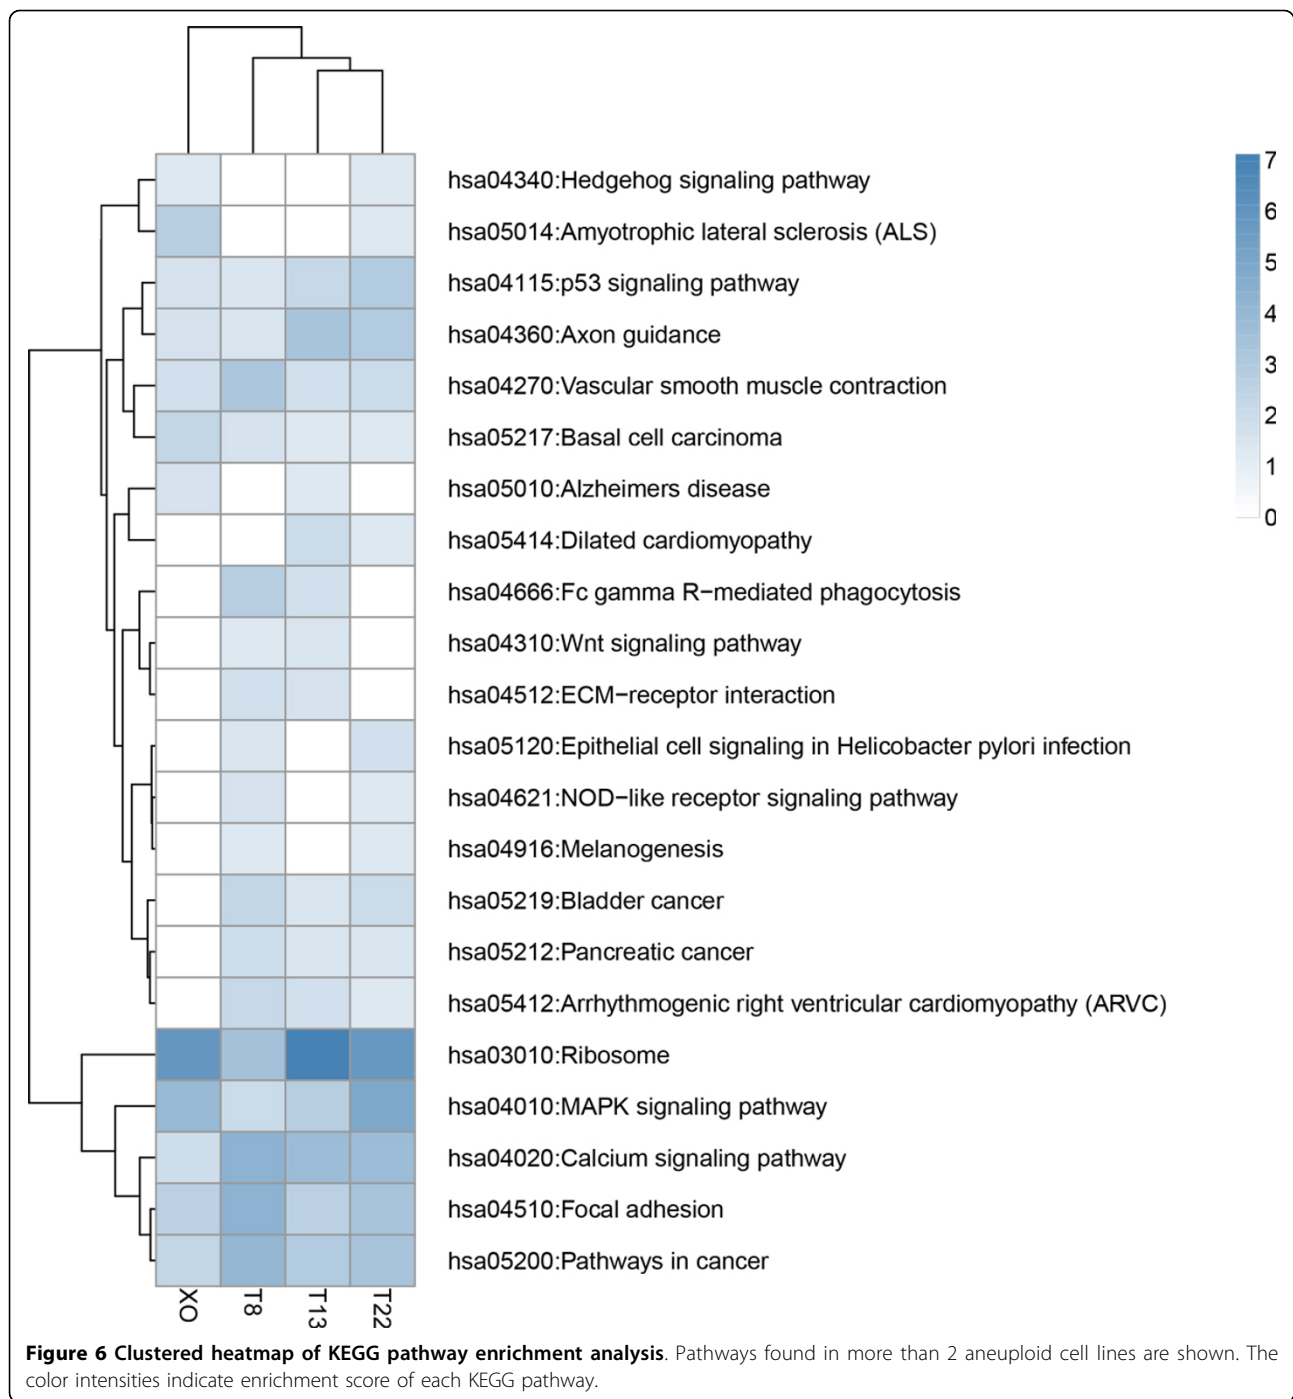 hsa04340:Hedgehog signaling pathway
hsa05014:Amyotrophic lateral sclerosis (ALS)
hsa04115:p53 signaling pathway
hsa04360:Axon guidance
hsa04270:Vascular smooth muscle contraction
hsa05217:Basal cell carcinoma
hsa05010:Alzheimers disease
hsa05414:Dilated cardiomyopathy
hsa04666:Fc gamma R−mediated phagocytosis
hsa04310:Wnt signaling pathway
hsa04512:ECM−receptor interaction
hsa05120:Epithelial cell signaling in Helicobacter pylori infection
hsa04621:NOD−like receptor signaling pathway
hsa04916:Melanogenesis
hsa05219:Bladder cancer
hsa05212:Pancreatic cancer
hsa05412:Arrhythmogenic right ventricular cardiomyopathy (ARVC)
hsa03010:Ribosome
hsa04010:MAPK signaling pathway
hsa04020:Calcium signaling pathway
hsa04510:Focal adhesion
hsa05200:Pathways in cancer
7
6
5
4
3
2
1
0
XO
T8
T13
T22
Figure 6 Clustered heatmap of KEGG pathway enrichment analysis. Pathways found in more than 2 aneuploid cell lines are shown. The
color intensities indicate enrichment score of each KEGG pathway.